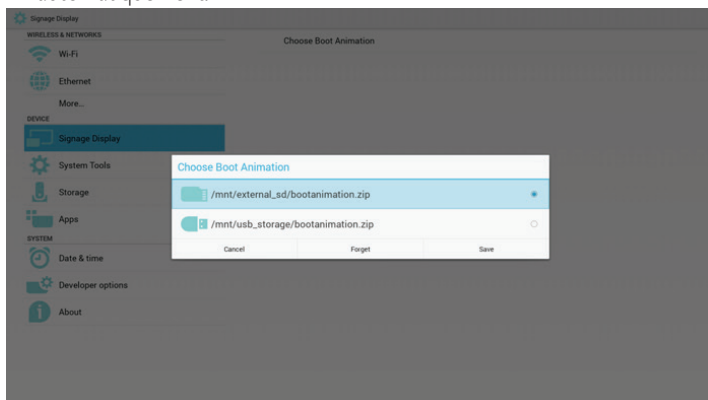 Signage Display
WIRELESS & NETWORKS
Choose Boot Animation
Wi-Fi
Ethernet
More...
DEVICE
Signage Display
System Tools
Storage
Apps
SYSTEM
Date & time
Developer options
About
Choose Boot Animation
/mnt/external_sd/bootanimation.zip
/mnt/usb_storage/bootanimation.zip
Cancel
Forget
Save